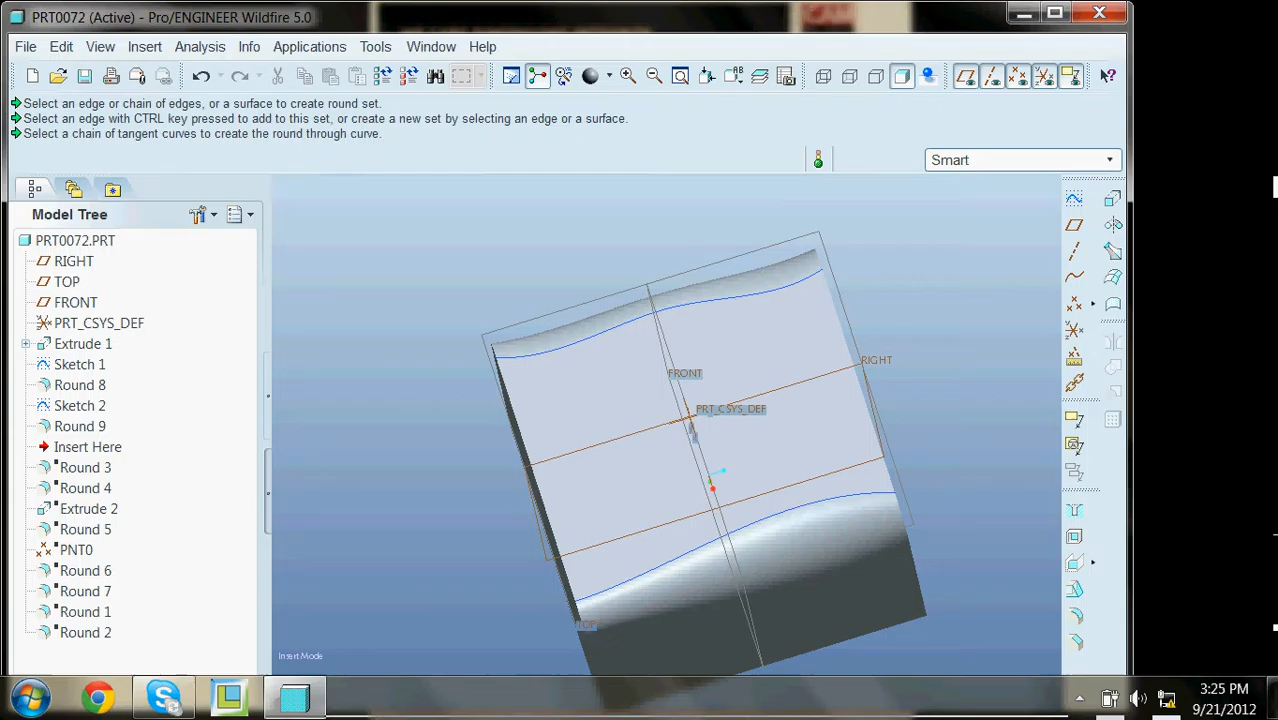 PRT0072 (Active) - Pro/ENGINEER Wildfire 5.0
File Edit View Insert Analysis Info Applications Tools Window Help
Select an edge or chain of edges, or a surface to create round set.
Select an edge with CTRL key pressed to add to this set, or create a new set by selecting an edge or a surface.
Select a chain of tangent curves to create the round through curve.
Smart
Model Tree
PRT0072.PRT
RIGHT
TOP
FRONT
PRT_CSYS_DEF
Extrude 1
Sketch 1
Round 8
Sketch 2
Round 9
Insert Here
Round 3
Round 4
Extrude 2
Round 5
PNT0
Round 6
Round 7
Round 1
Round 2
RIGHT
FRONT
PRT_CSYS_DEF
TOP
Insert Mode
3:25 PM
9/21/2012